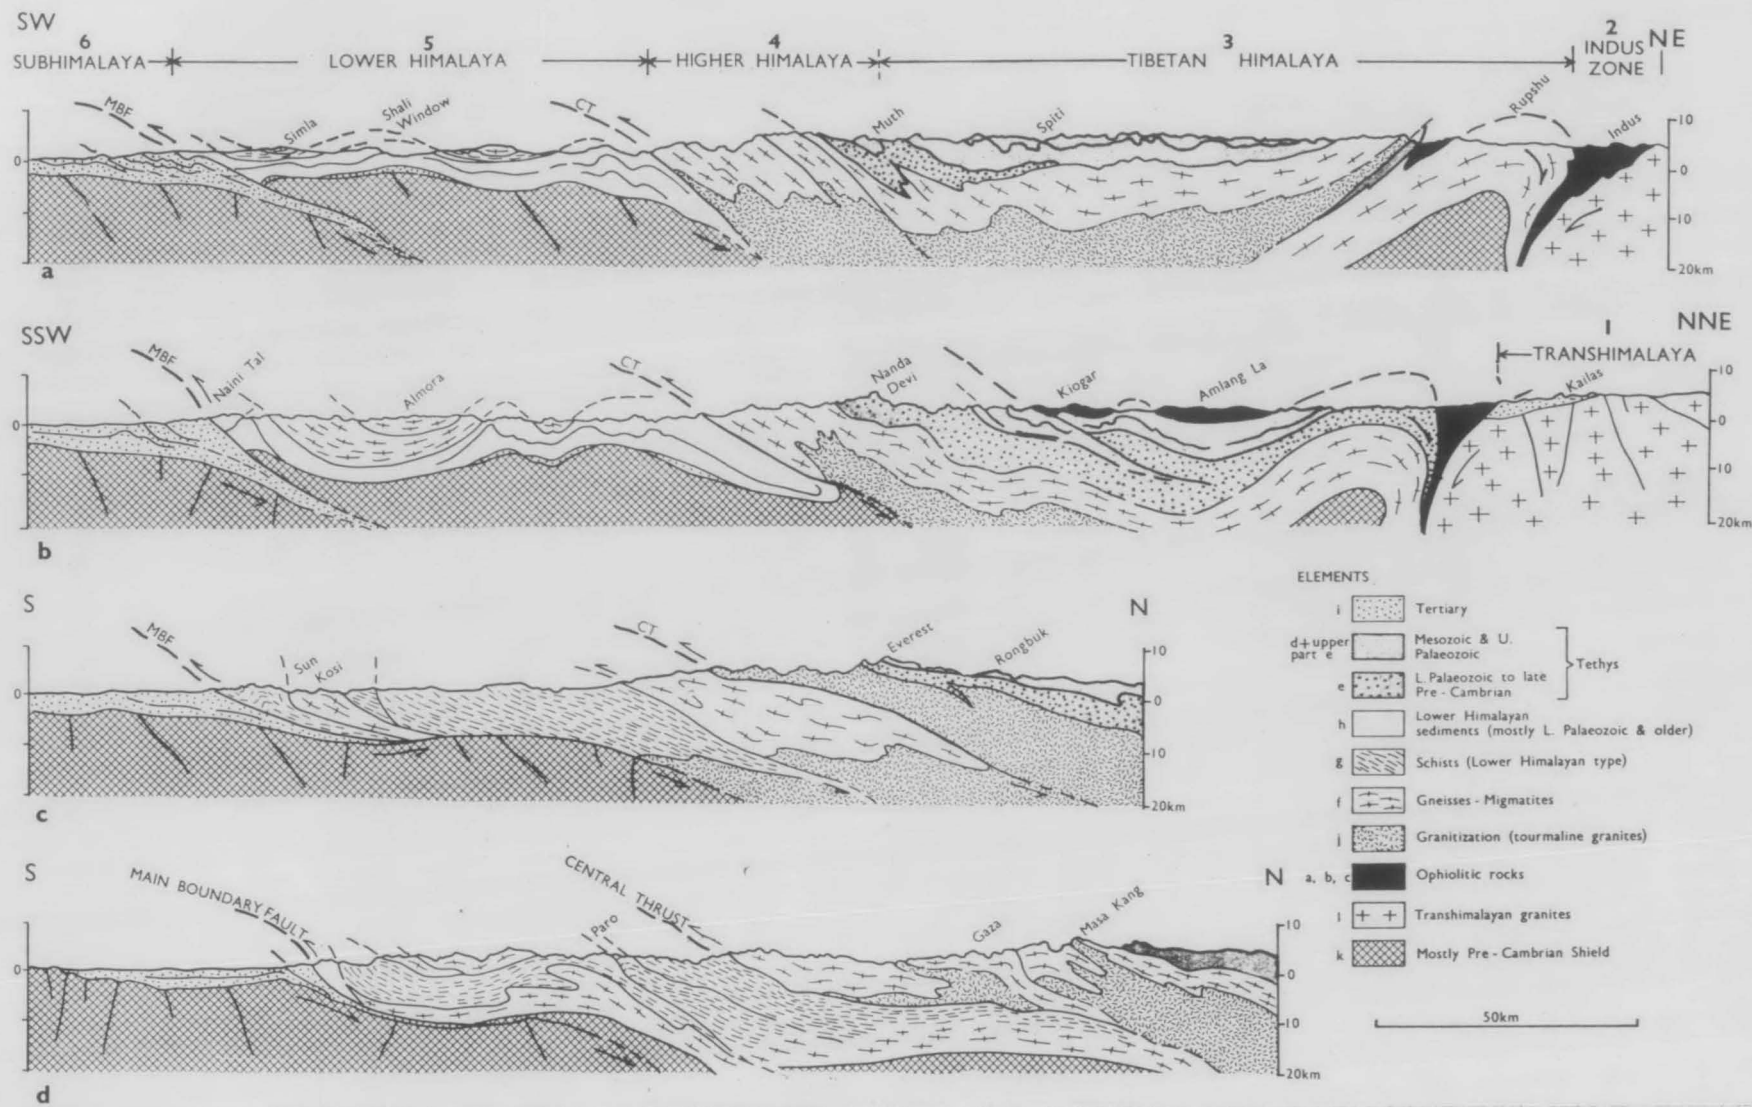 SW
6
5
4
3
2
SUBHIMALAYA
LOWER HIMALAYA
HIGHER HIMALAYA
TIBETAN HIMALAYA
INDUS
ZONE
NE
MBF
Simla
Shali
Window
CT
Muth
Spiti
Rupshu
Indus
0
10
0
10
20km
a
SSW
1
NNE
TRANSHIMALAYA
MBF
Naini Tal
Almora
CT
Nanda
Devi
Kiogar
Amlang La
Kailas
0
10
0
10
20km
b
S
N
MBF
Sun
Kosi
CT
Everest
Rongbuk
0
10
0
10
20km
c
S
N
MAIN BOUNDARY FAULT
Paro
CENTRAL THRUST
Gaza
Masa Kang
0
10
0
10
20km
d
ELEMENTS
i Tertiary
d+upper
part e
Mesozoic & U.
Palaeozoic
Tethys
e
L. Palaeozoic to late
Pre-Cambrian
h
Lower Himalayan
sediments (mostly L. Palaeozoic & older)
g Schists (Lower Himalayan type)
f Gneisses - Migmatites
j Granitization (tourmaline granites)
a, b, c Ophiolitic rocks
l Transhimalayan granites
k Mostly Pre-Cambrian Shield
50km